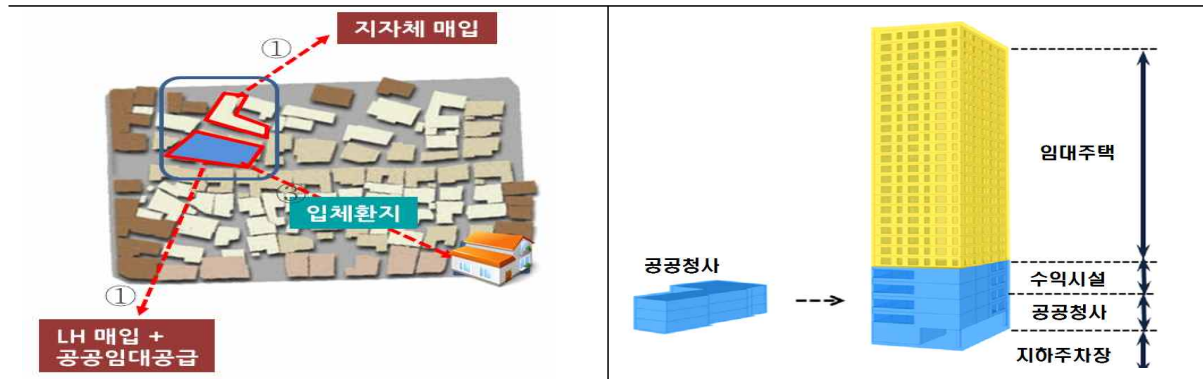 ① 지자체 매입
③
입체환지
①
LH 매입 +
공공임대공급
공공청사
임대주택
수익시설
공공청사
지하주차장